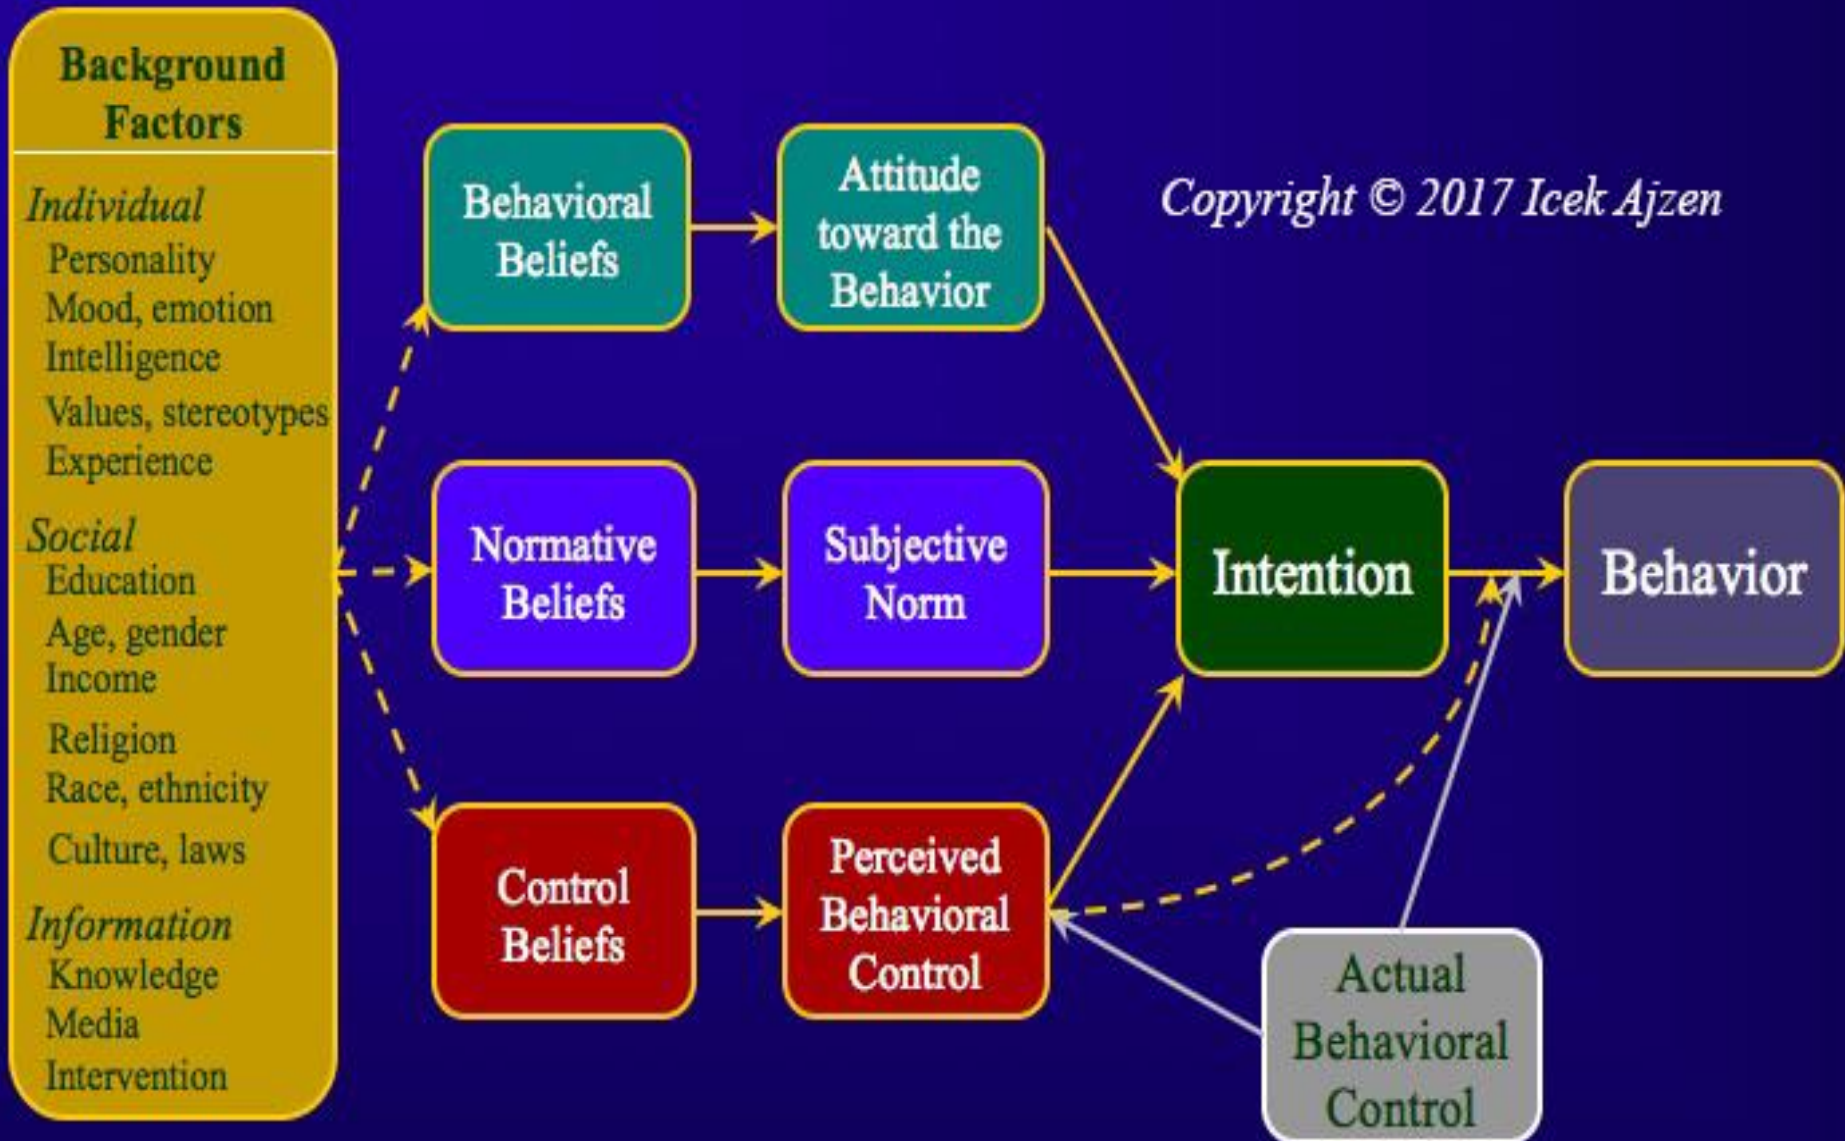 Background
Factors
Individual
Personality
Mood, emotion
Intelligence
Values, stereotypes
Experience
Social
Education
Age, gender
Income
Religion
Race, ethnicity
Culture, laws
Information
Knowledge
Media
Intervention
Behavioral
Beliefs
Attitude
toward the
Behavior
Copyright © 2017 Icek Ajzen
Normative
Beliefs
Subjective
Norm
Intention
Behavior
Control
Beliefs
Perceived
Behavioral
Control
Actual
Behavioral
Control